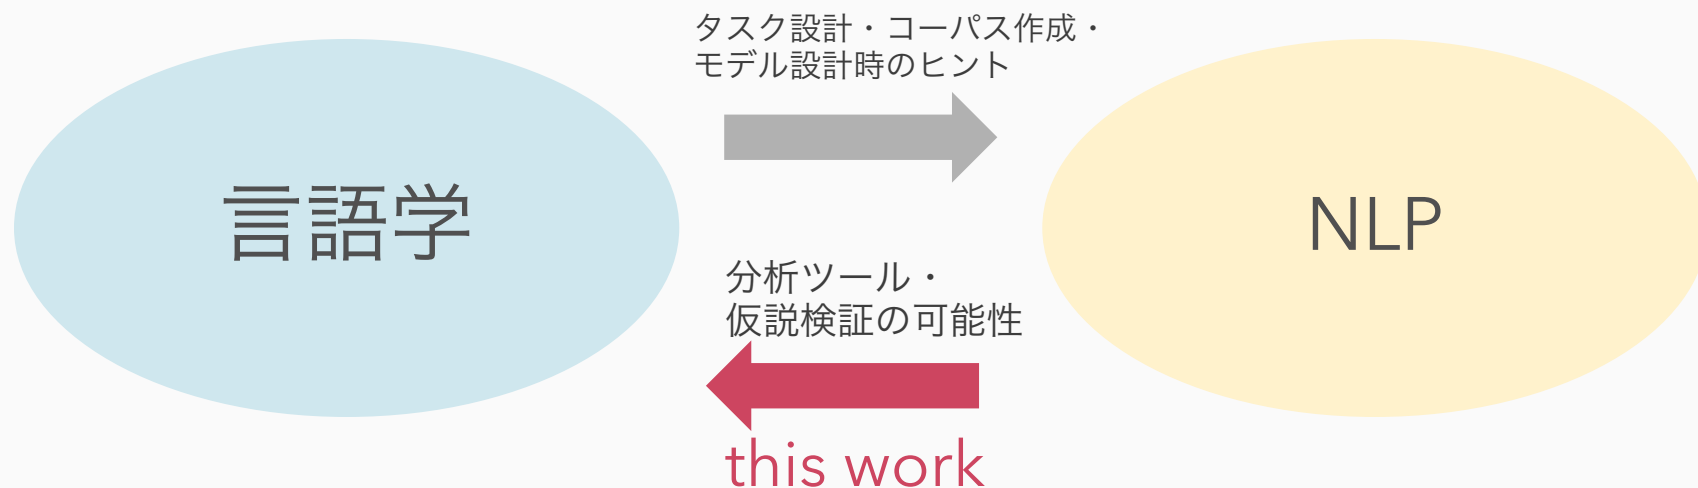 タスク設計・コーパス作成・
モデル設計時のヒント
言語学
NLP
分析ツール・
仮説検証の可能性
this work